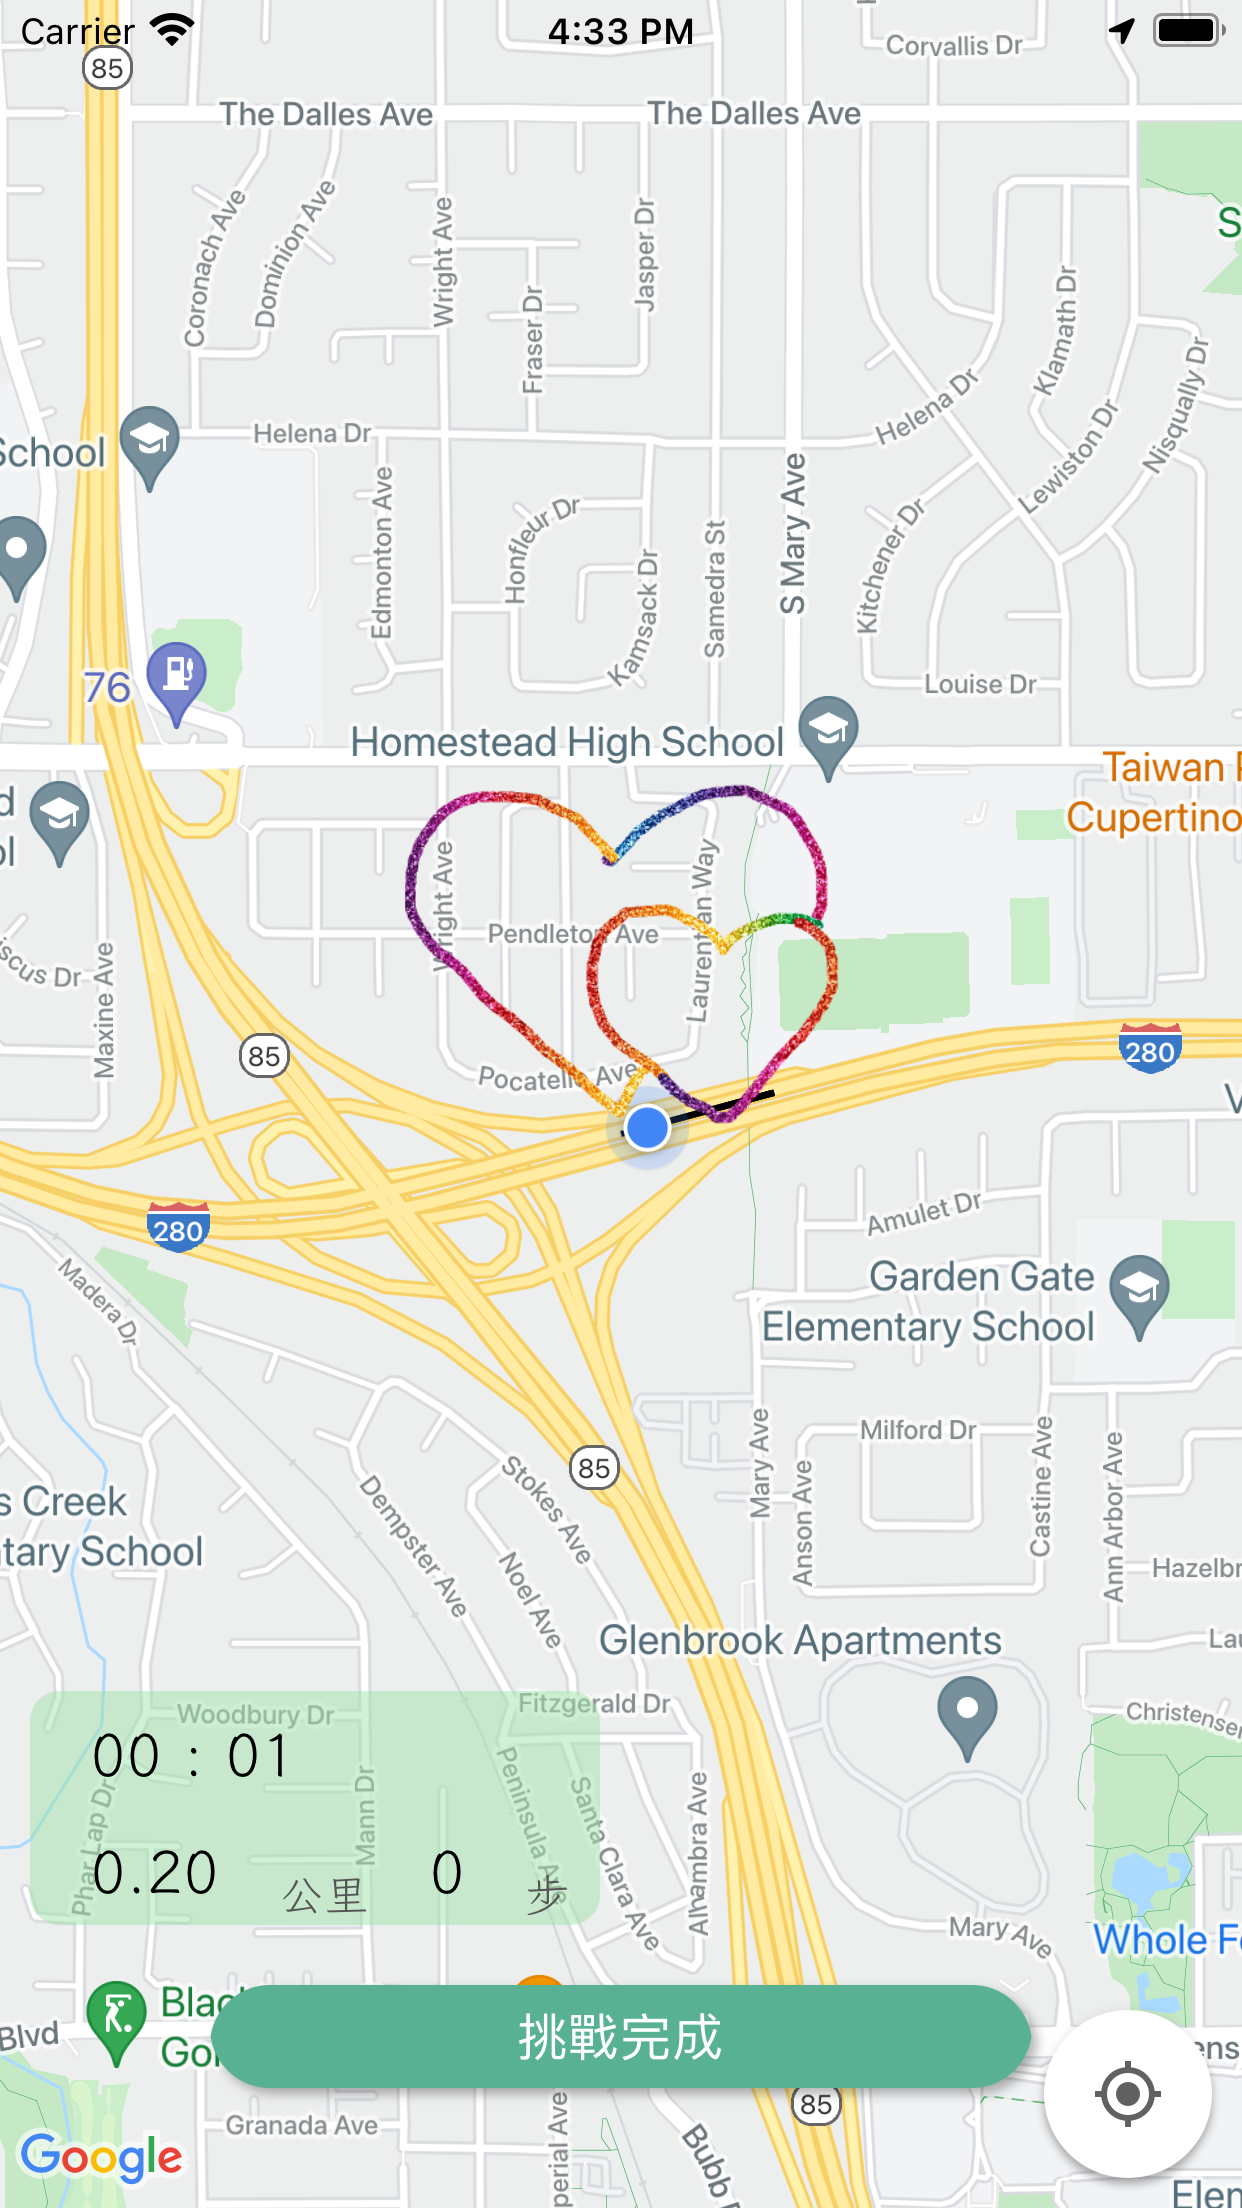 Carrier
4:33 PM
85
Corvallis Dr
The Dalles Ave
The Dalles Ave
Coronach Ave
Dominion Ave
Wright Ave
Jasper Dr
Fraser Dr
Klamath Dr
Nisqually Dr
Helena Dr
Helena Dr
Lewiston Dr
School
Edmonton Ave
Honfleur Dr
Kamsack Dr
Samedra St
S Mary Ave
Kitchener Dr
76
Louise Dr
Homestead High School
Taiwan
Cupertino
Wright Ave
Laurentian Way
Pendleton Ave
Maxine Ave
85
280
Pocatello Ave
280
Amulet Dr
Madera Dr
Garden Gate
Elementary School
Mary Ave
Milford Dr
Anson Ave
Castine Ave
Ann Arbor Ave
85
Stokes Ave
Dempster Ave
Noel Ave
s Creek
tary School
Hazelbr
Glenbrook Apartments
Fitzgerald Dr
Woodbury Dr
Christensen
00 : 01
Phar Lap Dr
Mann Dr
Peninsula Ave
Santa Clara Ave
Alhambra Ave
0.20 公里 0 步
Mary Ave
Whole F
Blac
Gol
Blvd
挑戰完成
85
Granada Ave
perial Ave
Bubb
Google
Elem